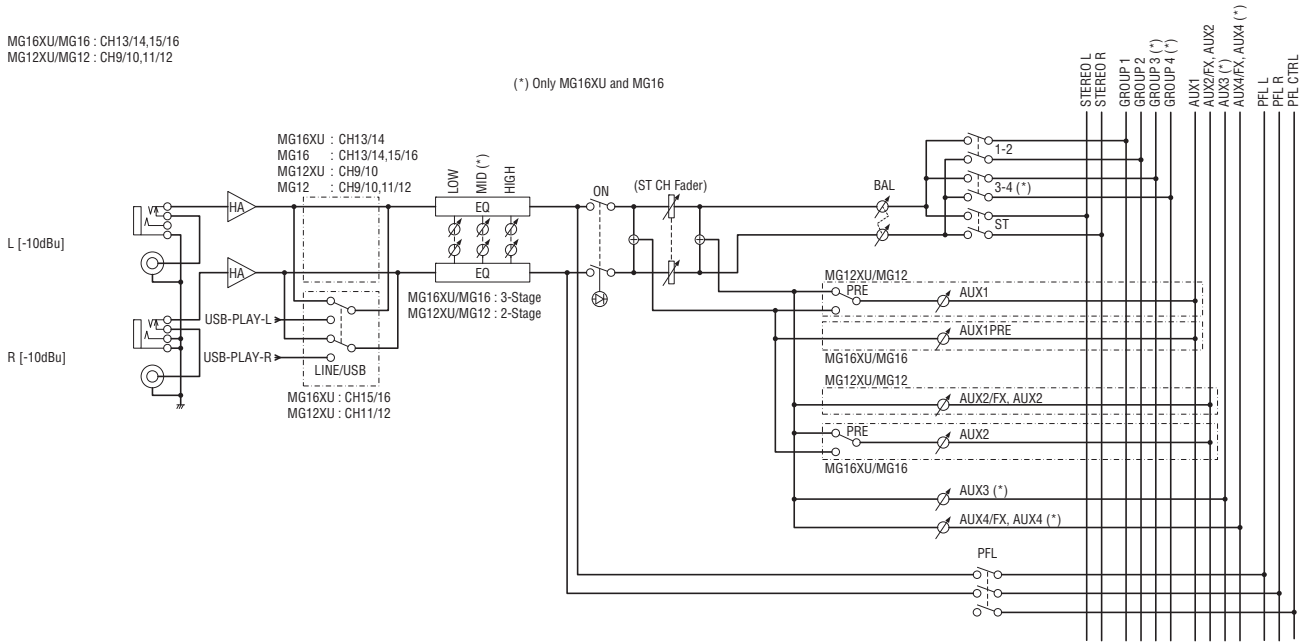 MG16XU/MG16 : CH13/14,15/16
MG12XU/MG12 : CH9/10,11/12
(*) Only MG16XU and MG16
STEREO L
STEREO R
GROUP 1
GROUP 2
GROUP 3 (*)
GROUP 4 (*)
AUX1
AUX2/FX, AUX2
AUX3 (*)
AUX4/FX, AUX4 (*)
PFL L
PFL R
PFL CTRL
MG16XU : CH13/14
MG16 : CH13/14,15/16
MG12XU : CH9/10
MG12 : CH9/10,11/12
LOW
MID (*)
HIGH
ON
(ST CH Fader)
BAL
1-2
3-4 (*)
ST
HA
EQ
L [-10dBu]
HA
EQ
MG16XU/MG16 : 3-Stage
MG12XU/MG12 : 2-Stage
USB-PLAY-L
USB-PLAY-R
LINE/USB
R [-10dBu]
MG16XU : CH15/16
MG12XU : CH11/12
MG12XU/MG12
PRE
AUX1
AUX1PRE
MG16XU/MG16
MG12XU/MG12
AUX2/FX, AUX2
PRE
AUX2
MG16XU/MG16
AUX3 (*)
AUX4/FX, AUX4 (*)
PFL